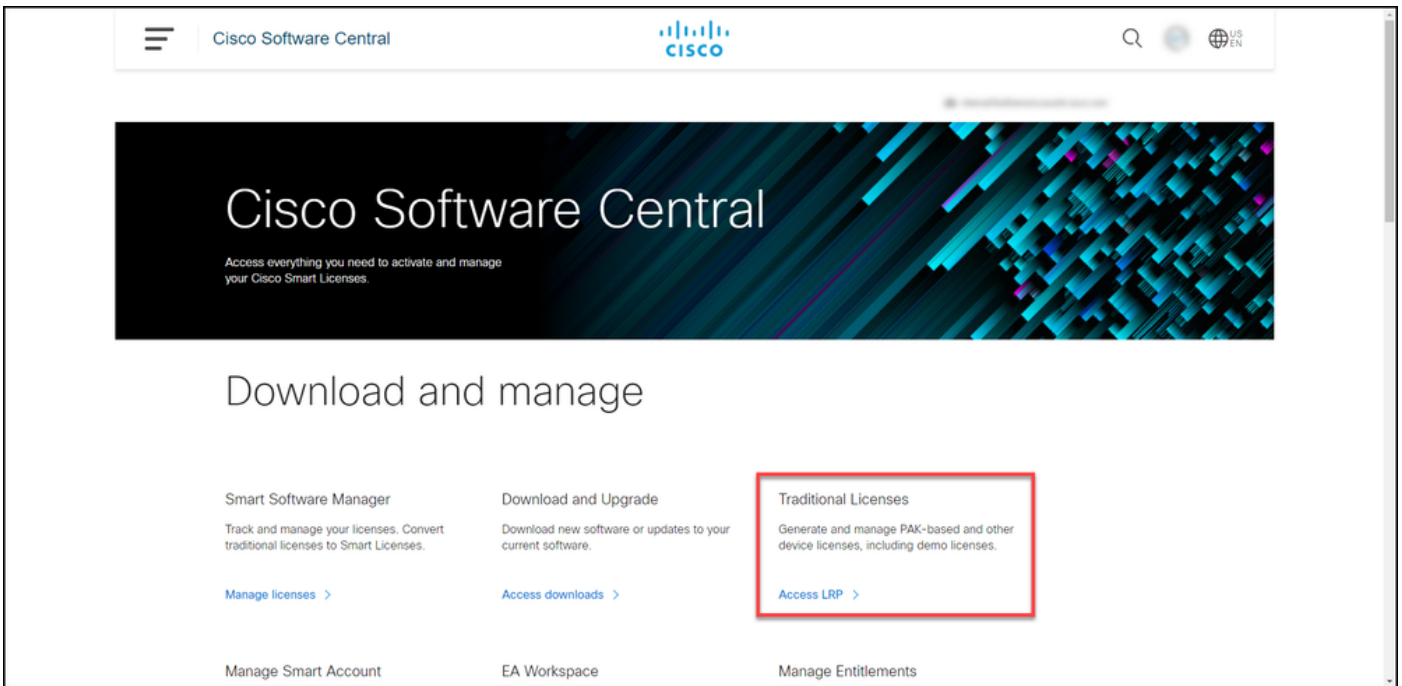 Cisco Software Central
CISCO
US
EN
Cisco Software Central
Access everything you need to activate and manage
your Cisco Smart Licenses.
Download and manage
Smart Software Manager
Track and manage your licenses. Convert
traditional licenses to Smart Licenses.
Manage licenses >
Download and Upgrade
Download new software or updates to your
current software.
Access downloads >
Traditional Licenses
Generate and manage PAK-based and other
device licenses, including demo licenses.
Access LRP >
Manage Smart Account
EA Workspace
Manage Entitlements